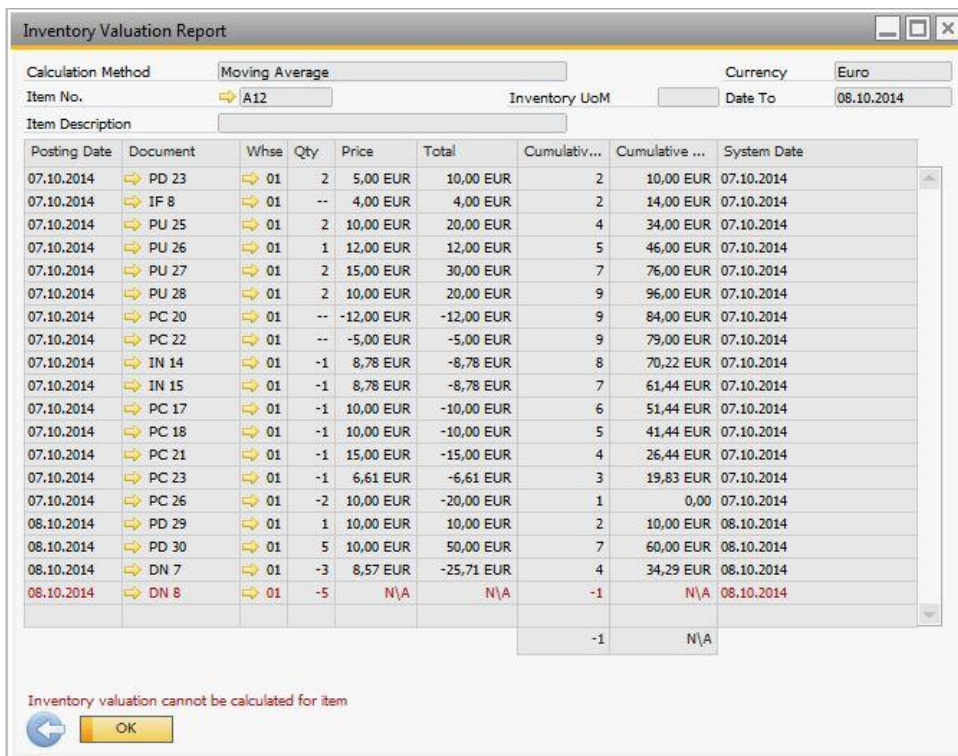 Inventory Valuation Report
Calculation Method Moving Average Currency Euro
Item No. A12 Inventory UoM Date To 08.10.2014
Item Description
Posting Date Document Whse Qty Price Total Cumulativ... Cumulative ... System Date
07.10.2014 PD 23 01 2 5,00 EUR 10,00 EUR 2 10,00 EUR 07.10.2014
07.10.2014 IF 8 01 -- 4,00 EUR 4,00 EUR 2 14,00 EUR 07.10.2014
07.10.2014 PU 25 01 2 10,00 EUR 20,00 EUR 4 34,00 EUR 07.10.2014
07.10.2014 PU 26 01 1 12,00 EUR 12,00 EUR 5 46,00 EUR 07.10.2014
07.10.2014 PU 27 01 2 15,00 EUR 30,00 EUR 7 76,00 EUR 07.10.2014
07.10.2014 PU 28 01 2 10,00 EUR 20,00 EUR 9 96,00 EUR 07.10.2014
07.10.2014 PC 20 01 -- -12,00 EUR -12,00 EUR 9 84,00 EUR 07.10.2014
07.10.2014 PC 22 01 -- -5,00 EUR -5,00 EUR 9 79,00 EUR 07.10.2014
07.10.2014 IN 14 01 -1 8,78 EUR -8,78 EUR 8 70,22 EUR 07.10.2014
07.10.2014 IN 15 01 -1 8,78 EUR -8,78 EUR 7 61,44 EUR 07.10.2014
07.10.2014 PC 17 01 -1 10,00 EUR -10,00 EUR 6 51,44 EUR 07.10.2014
07.10.2014 PC 18 01 -1 10,00 EUR -10,00 EUR 5 41,44 EUR 07.10.2014
07.10.2014 PC 21 01 -1 15,00 EUR -15,00 EUR 4 26,44 EUR 07.10.2014
07.10.2014 PC 23 01 -1 6,61 EUR -6,61 EUR 3 19,83 EUR 07.10.2014
07.10.2014 PC 26 01 -2 10,00 EUR -20,00 EUR 1 0,00 07.10.2014
08.10.2014 PD 29 01 1 10,00 EUR 10,00 EUR 2 10,00 EUR 08.10.2014
08.10.2014 PD 30 01 5 10,00 EUR 50,00 EUR 7 60,00 EUR 08.10.2014
08.10.2014 DN 7 01 -3 8,57 EUR -25,71 EUR 4 34,29 EUR 08.10.2014
08.10.2014 DN 8 01 -5 N\A N\A -1 N\A 08.10.2014
-1 N\A
Inventory valuation cannot be calculated for item
OK